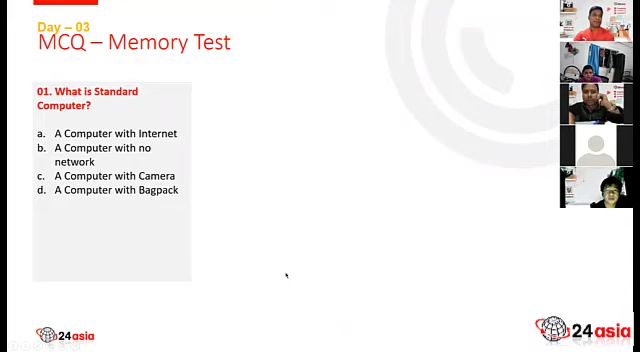 Day – 03
MCQ – Memory Test
01. What is Standard
Computer?
a. A Computer with Internet
b. A Computer with no
network
c. A Computer with Camera
d. A Computer with Bagpack
24asia
24asia